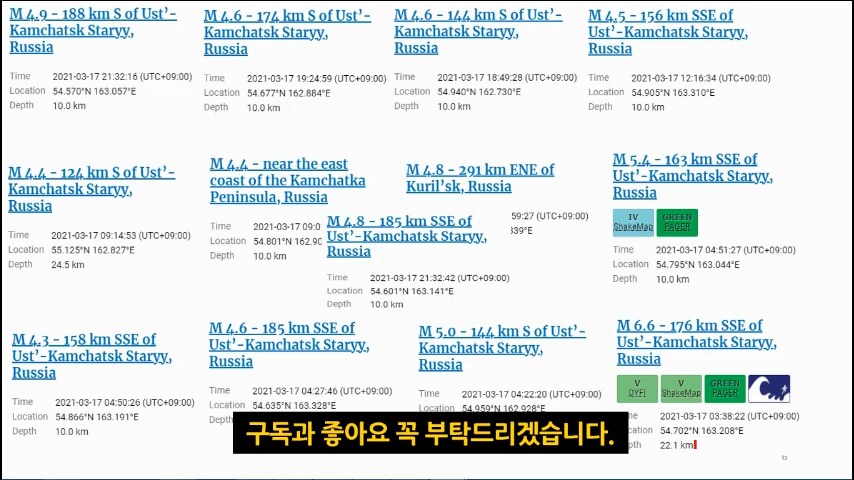 M 4.9 - 188 km S of Ust’-
Kamchatsk Staryy,
Russia
Time 2021-03-17 21:32:16 (UTC+09:00)
Location 54.570°N 163.057°E
Depth 10.0 km
M 4.6 - 174 km S of Ust’-
Kamchatsk Staryy,
Russia
Time 2021-03-17 19:24:59 (UTC+09:00)
Location 54.677°N 162.884°E
Depth 10.0 km
M 4.6 - 144 km S of Ust’-
Kamchatsk Staryy,
Russia
Time 2021-03-17 18:49:28 (UTC+09:00)
Location 54.940°N 162.730°E
Depth 10.0 km
M 4.5 - 156 km SSE of
Ust’-Kamchatsk Staryy,
Russia
Time 2021-03-17 12:16:34 (UTC+09:00)
Location 54.905°N 163.310°E
Depth 10.0 km
M 4.4 - 124 km S of Ust’-
Kamchatsk Staryy,
Russia
Time 2021-03-17 09:14:53 (UTC+09:00)
Location 55.125°N 162.827°E
Depth 24.5 km
M 4.4 - near the east
coast of the Kamchatka
Peninsula, Russia
Time 2021-03-17 09:0
Location 54.801°N 162.90
Depth 10.0 km
M 4.8 - 291 km ENE of
Kuril’sk, Russia
59:27 (UTC+09:00)
839°E
M 4.8 - 185 km SSE of
Ust’-Kamchatsk Staryy,
Russia
Time 2021-03-17 21:32:42 (UTC+09:00)
Location 54.601°N 163.141°E
Depth 10.0 km
M 5.4 - 163 km SSE of
Ust’-Kamchatsk Staryy,
Russia
IV
ShakeMap
GREEN
PAGER
Time 2021-03-17 04:51:27 (UTC+09:00)
Location 54.795°N 163.044°E
Depth 10.0 km
M 4.3 - 158 km SSE of
Ust’-Kamchatsk Staryy,
Russia
Time 2021-03-17 04:50:26 (UTC+09:00)
Location 54.866°N 163.191°E
Depth 10.0 km
M 4.6 - 185 km SSE of
Ust’-Kamchatsk Staryy,
Russia
Time 2021-03-17 04:27:46 (UTC+09:00)
Location 54.635°N 163.328°E
M 5.0 - 144 km S of Ust’-
Kamchatsk Staryy,
Russia
Time 2021-03-17 04:22:20 (UTC+09:00)
Location 54.959°N 162.928°E
M 6.6 - 176 km SSE of
Ust’-Kamchatsk Staryy,
Russia
V
DYFI
V
ShakeMap
GREEN
PAGER
2021-03-17 03:38:22 (UTC+09:00)
54.702°N 163.208°E
pth 22.1 km
구독과 좋아요 꼭 부탁드리겠습니다.